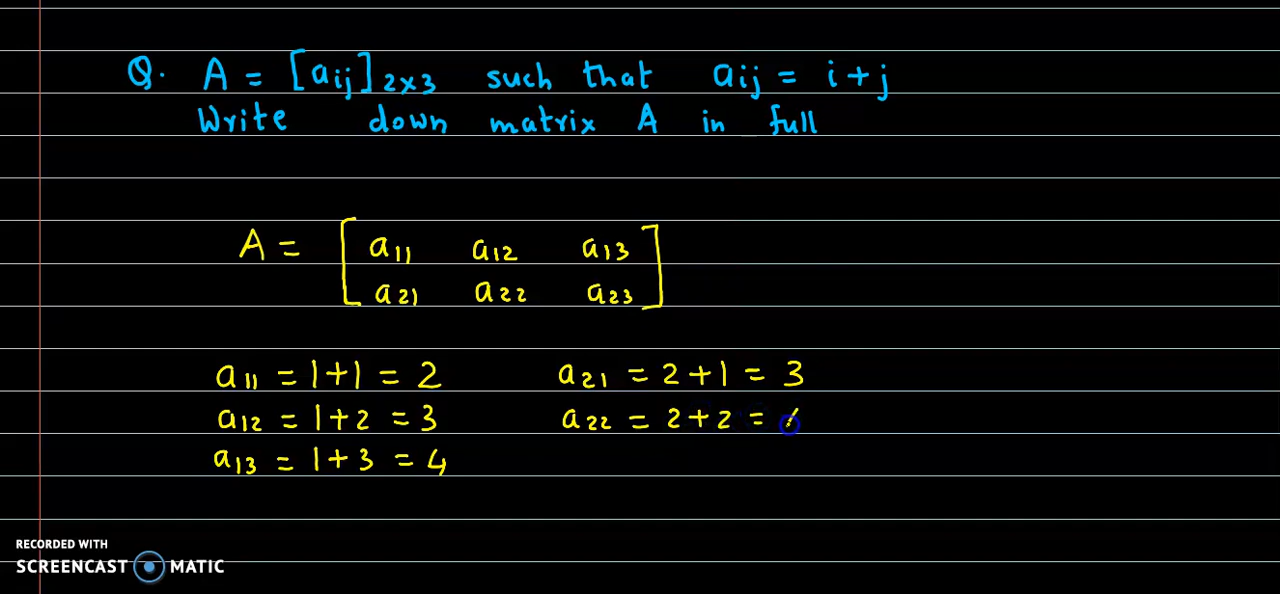 Q. A = [aij]2×3 such that aij = i + j
Write down matrix A in full
A = [a11 a12 a13
a21 a22 a23]
a11 = 1+1 = 2 a21 = 2+1 = 3
a12 = 1+2 = 3 a22 = 2+2 =
a13 = 1+3 = 4
RECORDED WITH
SCREENCAST MATIC